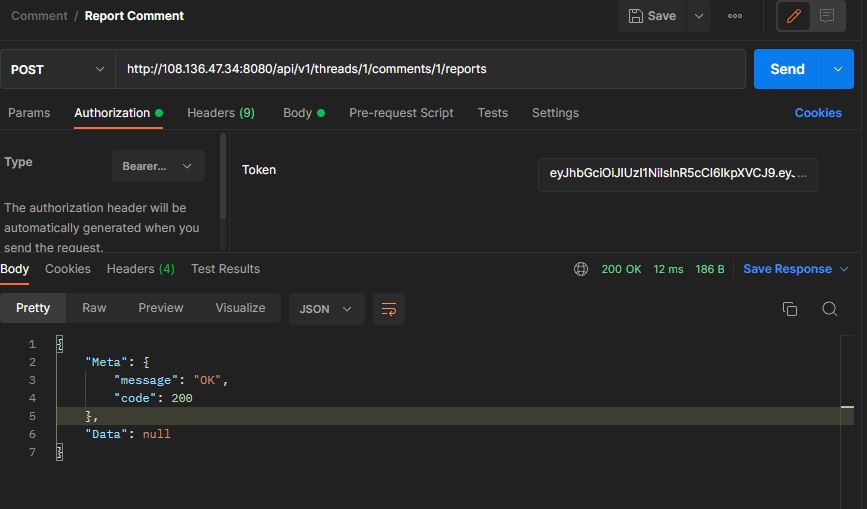 Comment / Report Comment
Save
POST
http://108.136.47.34:8080/api/v1/threads/1/comments/1/reports
Send
Params
Authorization
Headers (9)
Body
Pre-request Script
Tests
Settings
Cookies
Type
Bearer...
The authorization header will be
automatically generated when you
send the request.
Token
eyJhbGciOiJIUzI1NiIsInR5cCI6IkpXVCJ9.ey. ...
Body
Cookies
Headers (4)
Test Results
200 OK
12 ms
186 B
Save Response
Pretty
Raw
Preview
Visualize
JSON
1 {
2 "Meta": {
3 "message": "OK",
4 "code": 200
5 },
6 "Data": null
7 }